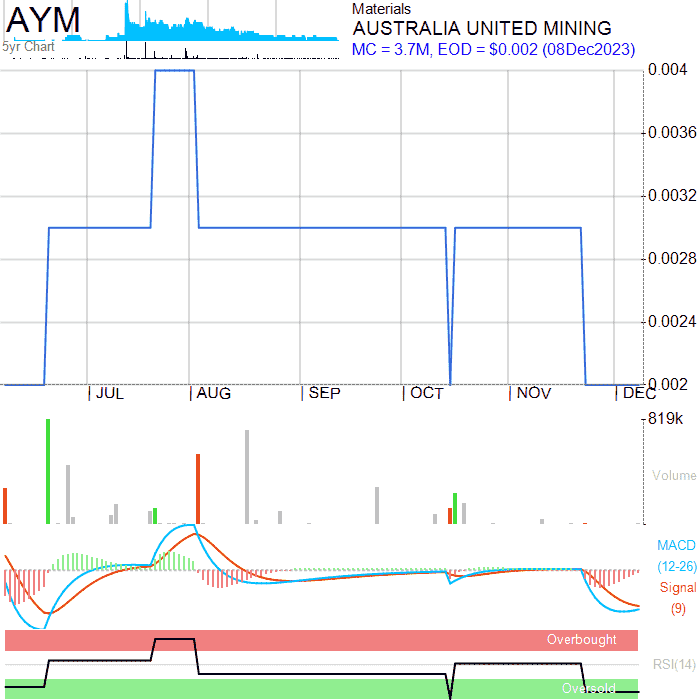 AYM
5yr Chart
Materials
AUSTRALIA UNITED MINING
MC = 3.7M, EOD = $0.002 (08Dec2023)
0.004
0.0036
0.0032
0.0028
0.0024
0.002
JUL AUG SEP OCT NOV DEC
819k
Volume
MACD
(12-26)
Signal
(9)
Overbought
RSI(14)
Oversold